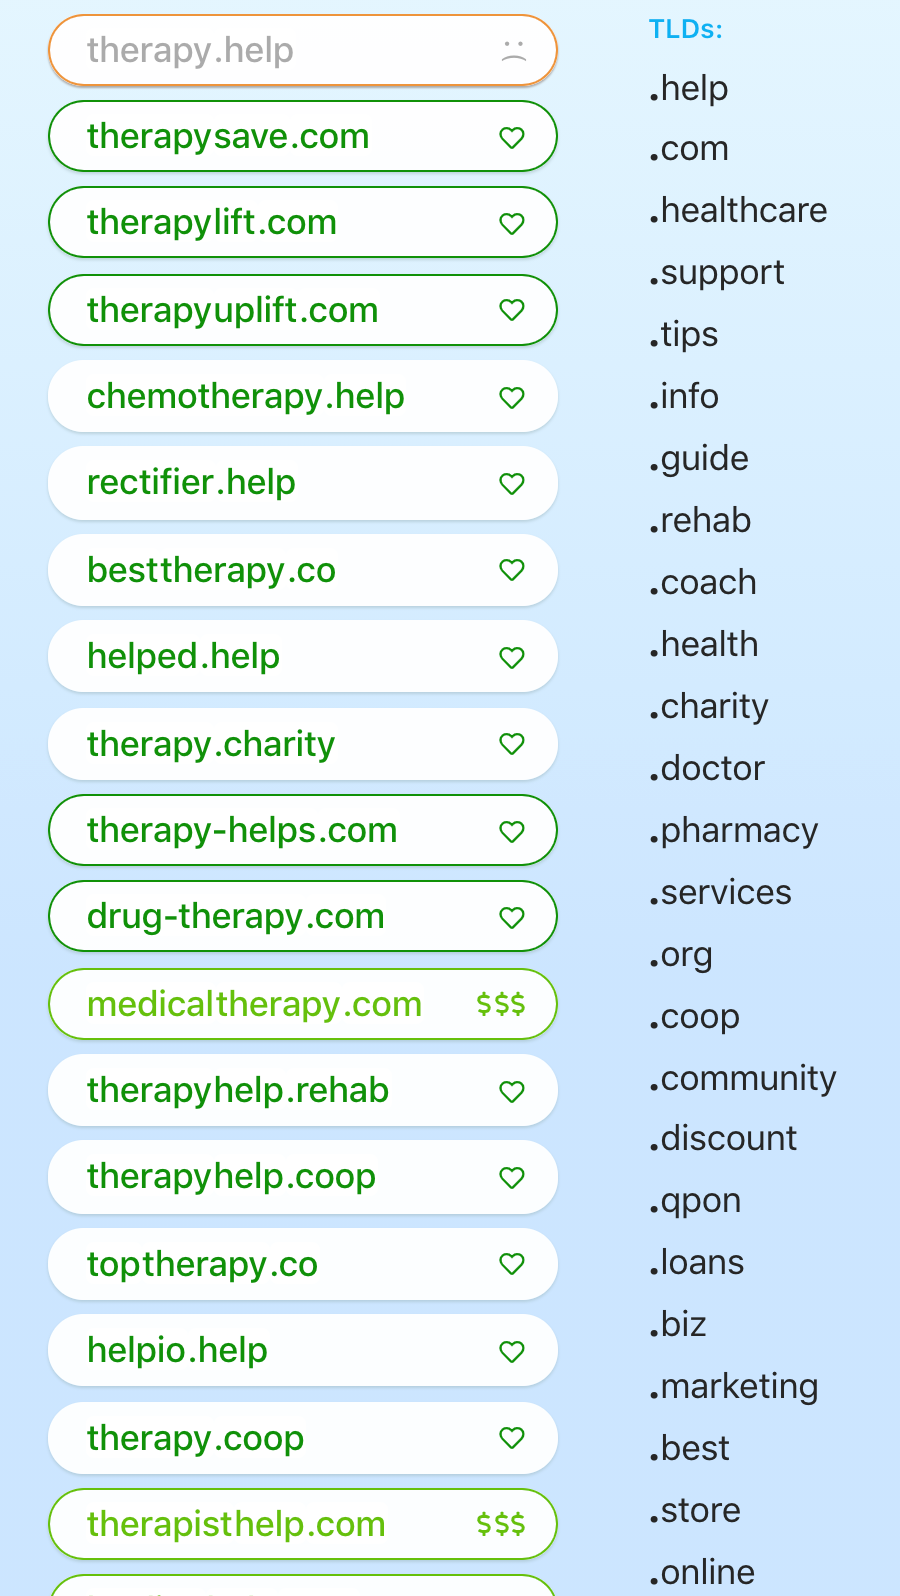 therapy.help
therapysave.com
therapylift.com
therapyuplift.com
chemotherapy.help
rectifier.help
besttherapy.co
helped.help
therapy.charity
therapy-helps.com
drug-therapy.com
medicaltherapy.com $$$
therapyhelp.rehab
therapyhelp.coop
toptherapy.co
helpio.help
therapy.coop
therapisthelp.com $$$
TLDs:
.help
.com
.healthcare
.support
.tips
.info
.guide
.rehab
.coach
.health
.charity
.doctor
.pharmacy
.services
.org
.coop
.community
.discount
.qpon
.loans
.biz
.marketing
.best
.store
.online